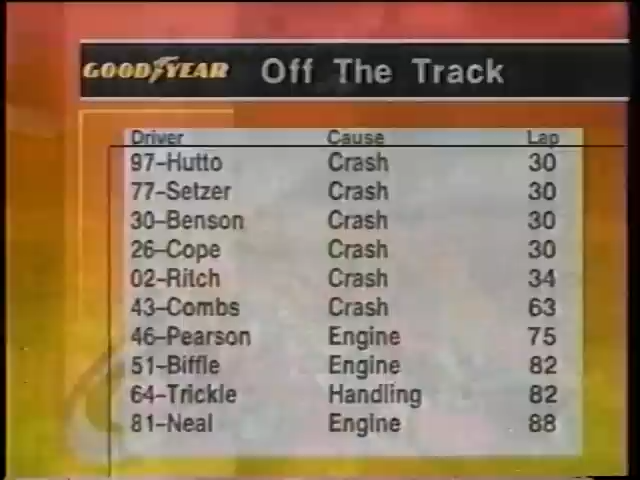 GOODYEAR Off The Track
Driver Cause Lap
97-Hutto Crash 30
77-Setzer Crash 30
30-Benson Crash 30
26-Cope Crash 30
02-Ritch Crash 34
43-Combs Crash 63
46-Pearson Engine 75
51-Biffle Engine 82
64-Trickle Handling 82
81-Neal Engine 88